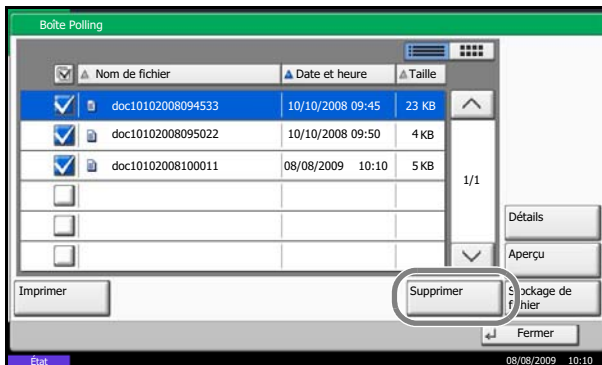 Boîte Polling
Nom de fichier Date et heure Taille
doc10102008094533 10/10/2008 09:45 23 KB
doc10102008095022 10/10/2008 09:50 4 KB
doc10102008100011 08/08/2009 10:10 5 KB
1/1
Détails
Aperçu
Imprimer Supprimer Stockage de
fichier
Fermer
État 08/08/2009 10:10